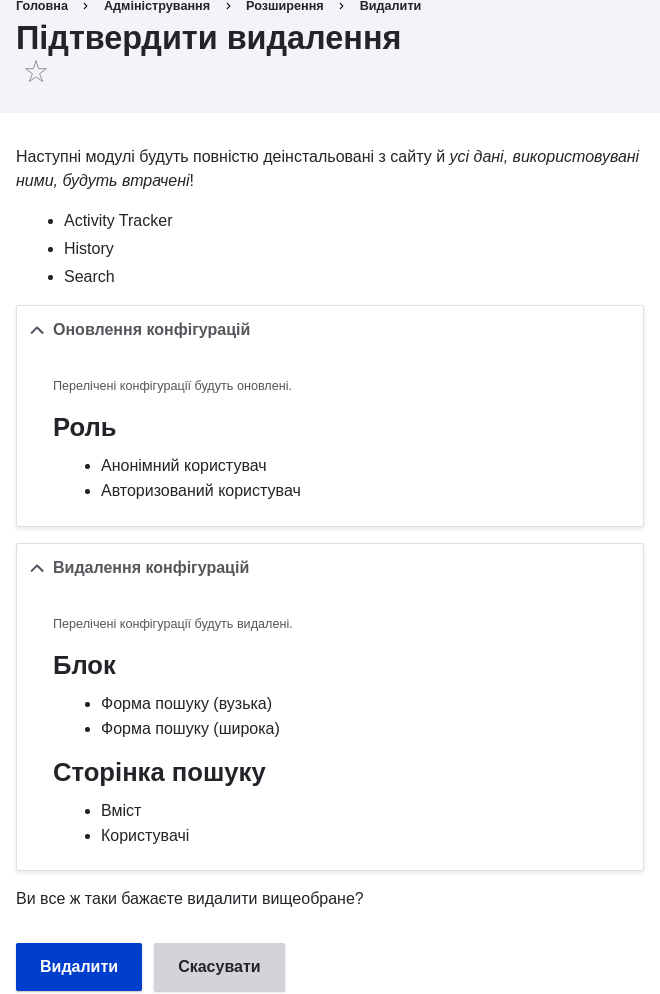 Головна › Адміністрування › Розширення › Видалити
Підтвердити видалення
Наступні модулі будуть повністю деінстальовані з сайту й усі дані, використовувані
ними, будуть втрачені!
Activity Tracker
History
Search
Оновлення конфігурацій
Перелічені конфігурації будуть оновлені.
Роль
Анонімний користувач
Авторизований користувач
Видалення конфігурацій
Перелічені конфігурації будуть видалені.
Блок
Форма пошуку (вузька)
Форма пошуку (широка)
Сторінка пошуку
Вміст
Користувачі
Ви все ж таки бажаєте видалити вищеобране?
Видалити Скасувати